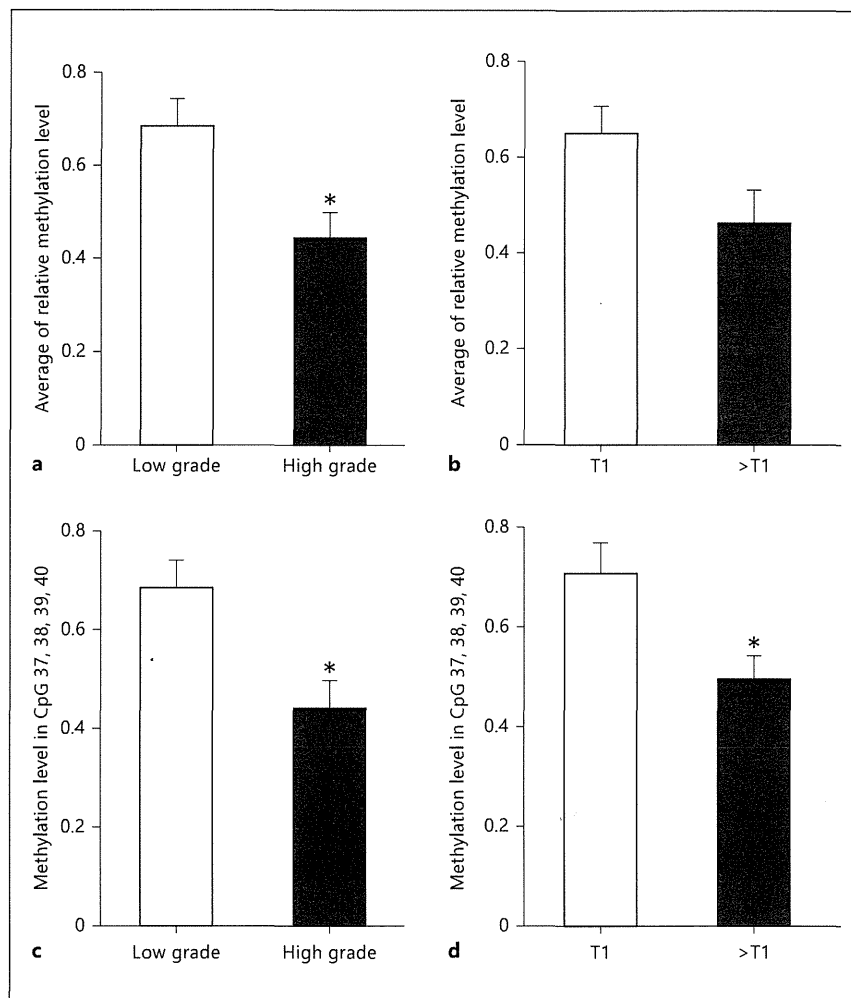 Average of relative methylation level
0.8
0.6
0.4
0.2
0
*
Low grade
High grade
a
Average of relative methylation level
0.8
0.6
0.4
0.2
0
T1
>T1
b
Methylation level in CpG 37, 38, 39, 40
0.8
0.6
0.4
0.2
0
*
Low grade
High grade
c
Methylation level in CpG 37, 38, 39, 40
0.8
0.6
0.4
0.2
0
*
T1
>T1
d